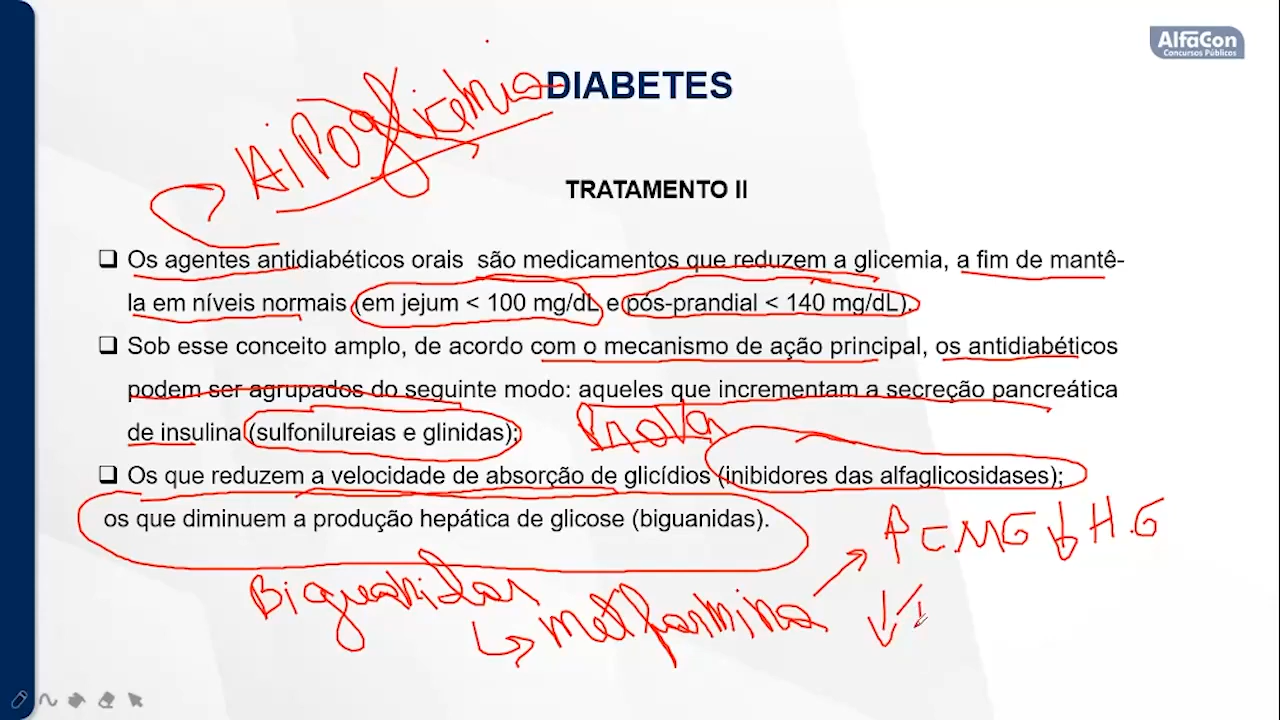 AlfaCon
Concursos Públicos
DIABETES
Hipoglicemia
TRATAMENTO II
Os agentes antidiabéticos orais são medicamentos que reduzem a glicemia, a fim de mantê-
la em níveis normais (em jejum < 100 mg/dL e pós-prandial < 140 mg/dL).
Sob esse conceito amplo, de acordo com o mecanismo de ação principal, os antidiabéticos
podem ser agrupados do seguinte modo: aqueles que incrementam a secreção pancreática
de insulina (sulfonilureias e glinidas);
Prova
Os que reduzem a velocidade de absorção de glicídios (inibidores das alfaglicosidases);
os que diminuem a produção hepática de glicose (biguanidas).
H.G
Biguanidas
metformina